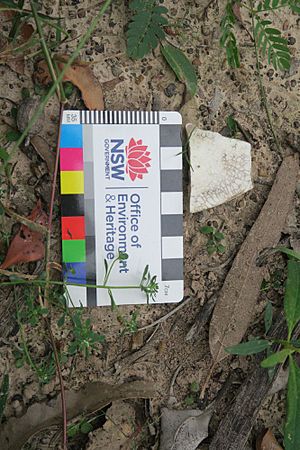 NSW
GOVERNMENT
Office of
Environment
& Heritage